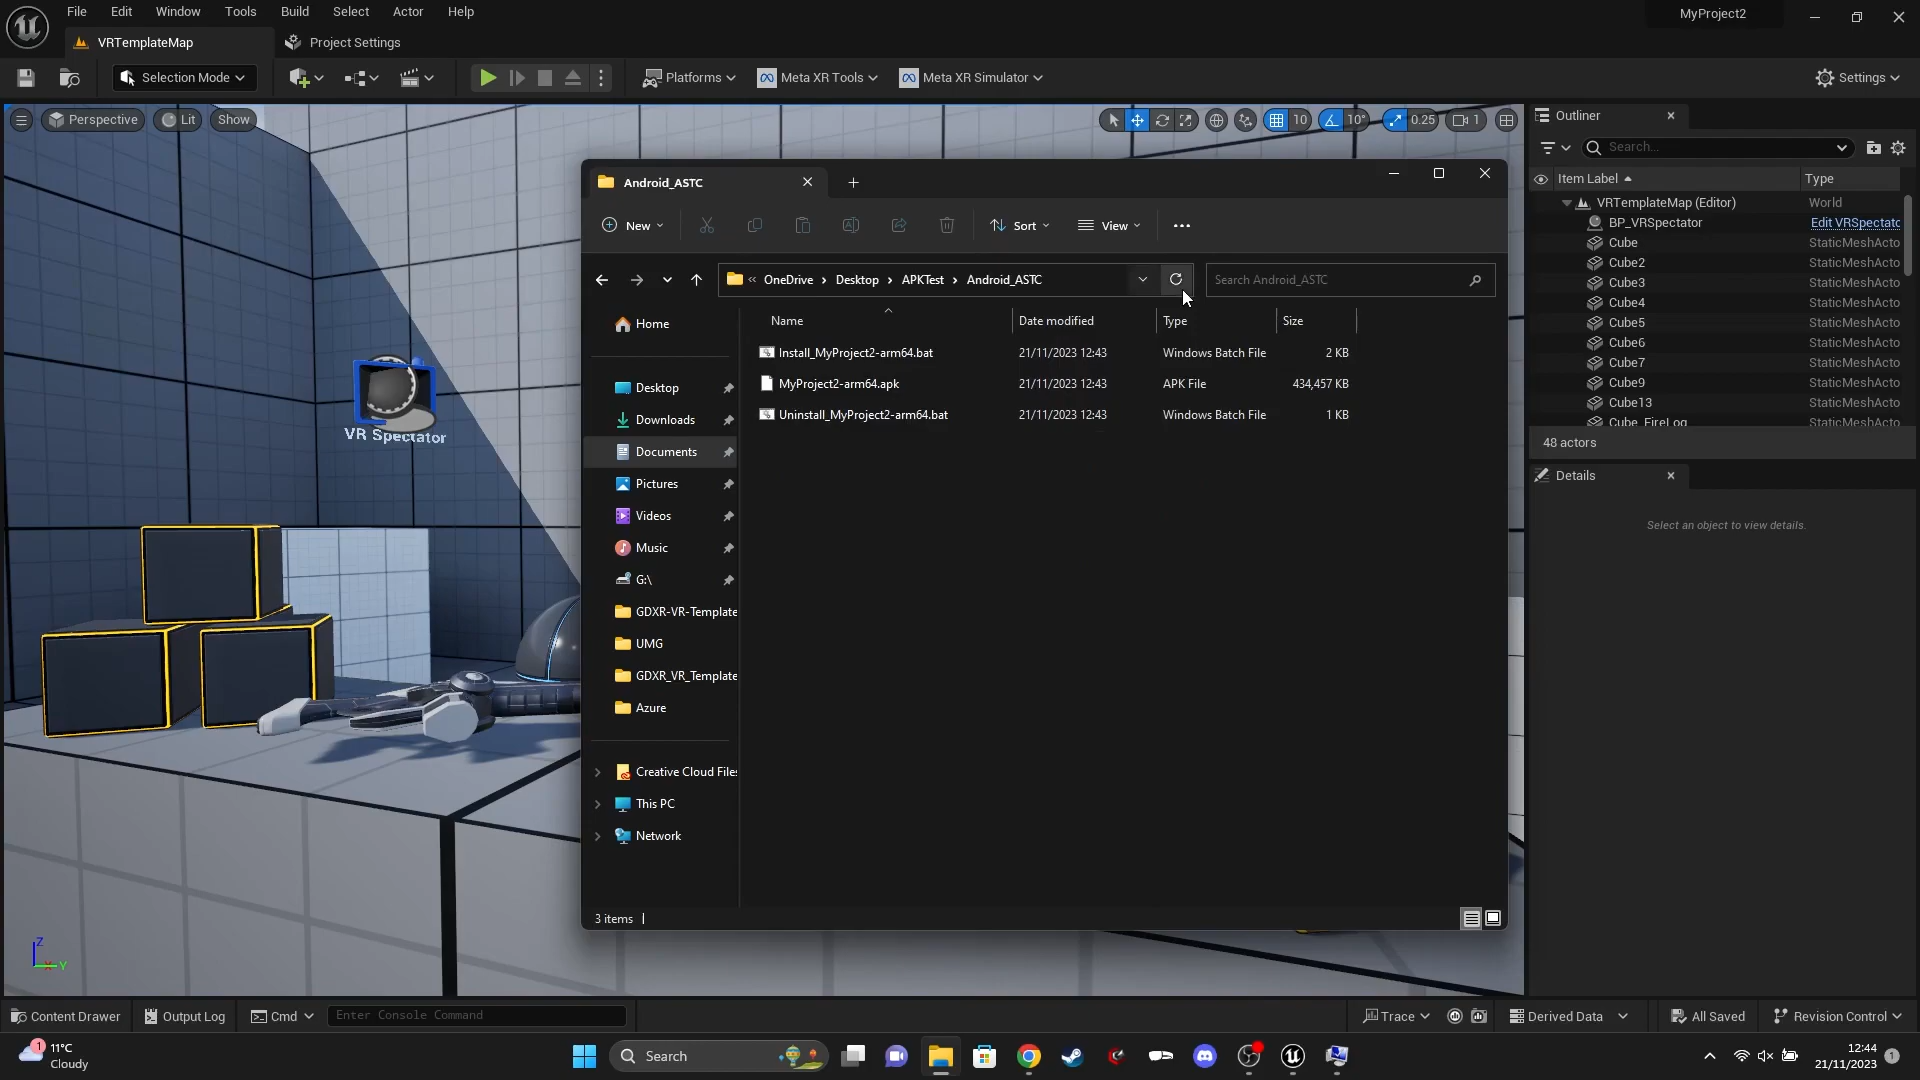 File Edit Window Tools Build Select Actor Help
MyProject2
VRTemplateMap
Project Settings
Selection Mode
Platforms
Meta XR Tools
Meta XR Simulator
Settings
Perspective
Lit
Show
10
10°
0.25
1
VR Spectator
Z
Y
Android_ASTC
New
Sort
View
« OneDrive › Desktop › APKTest › Android_ASTC
Search Android_ASTC
Name Date modified Type Size
Install_MyProject2-arm64.bat 21/11/2023 12:43 Windows Batch File 2 KB
MyProject2-arm64.apk 21/11/2023 12:43 APK File 434,457 KB
Uninstall_MyProject2-arm64.bat 21/11/2023 12:43 Windows Batch File 1 KB
Home
Desktop
Downloads
Documents
Pictures
Videos
Music
G:\
GDXR-VR-Template
UMG
GDXR_VR_Template
Azure
Creative Cloud Files
This PC
Network
3 items
Outliner
Search...
Item Label Type
VRTemplateMap (Editor) World
BP_VRSpectator Edit VRSpectato
Cube StaticMeshActo
Cube2 StaticMeshActo
Cube3 StaticMeshActo
Cube4 StaticMeshActo
Cube5 StaticMeshActo
Cube6 StaticMeshActo
Cube7 StaticMeshActo
Cube9 StaticMeshActo
Cube13 StaticMeshActo
Cube_FireLog StaticMeshActo
48 actors
Details
Select an object to view details.
Content Drawer
Output Log
Cmd
Enter Console Command
Trace
Derived Data
All Saved
Revision Control
1
11°C
Cloudy
Search
12:44
21/11/2023
1